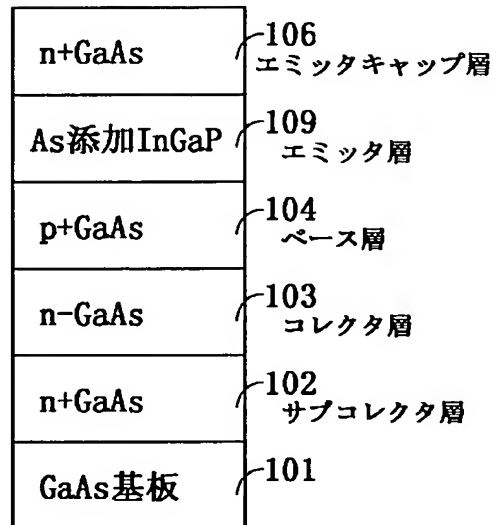 n+GaAs
106
エミッタキャップ層
As添加InGaP
109
エミッタ層
p+GaAs
104
ベース層
n-GaAs
103
コレクタ層
n+GaAs
102
サブコレクタ層
GaAs基板
101